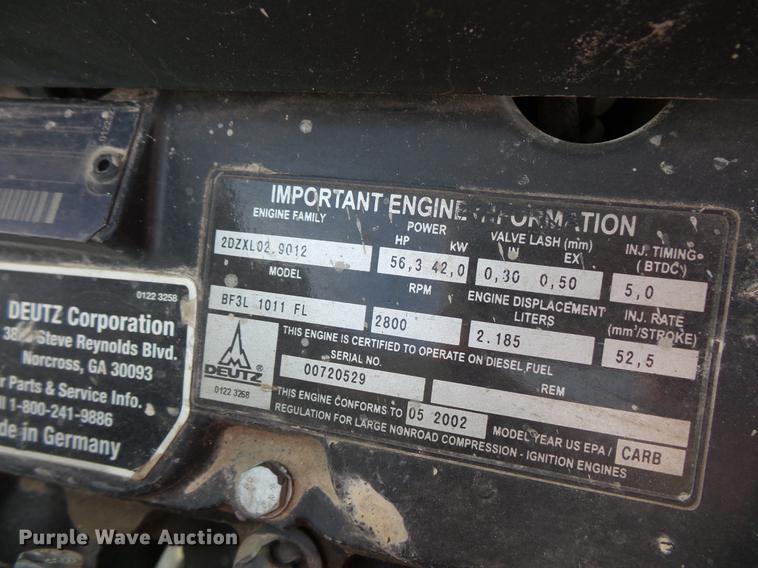 0122
IMPORTANT ENGINE INFORMATION
ENGINE FAMILY POWER VALVE LASH (mm) INJ. TIMING° (BTDC)
HP kW EX
2DZXL02.9012 56,3 42,0 0,30 0,50 5,0
MODEL RPM ENGINE DISPLACEMENT LITERS INJ. RATE (mm³/STROKE)
BF3L 1011 FL 2800 2.185 52,5
THIS ENGINE IS CERTIFIED TO OPERATE ON DIESEL FUEL
SERIAL NO. REM
00720529
DEUTZ
0122 3258
THIS ENGINE CONFORMS TO 05 2002 MODEL YEAR US EPA / CARB
REGULATION FOR LARGE NONROAD COMPRESSION - IGNITION ENGINES
0122 3258
DEUTZ Corporation
Steve Reynolds Blvd.
Norcross, GA 30093
Parts & Service Info.
1-800-241-9886
de in Germany
Purple Wave Auction